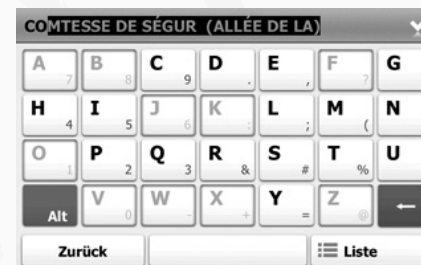 COMTESSE DE SÉGUR (ALLÉE DE LA)
A 7 B 8 C 9 D . E , F ? G
H 4 I 5 J 6 K : L ; M ( N
O 1 P 2 Q 3 R & S # T % U
Alt V 0 W - X + Y = Z @ ←
Zurück Liste